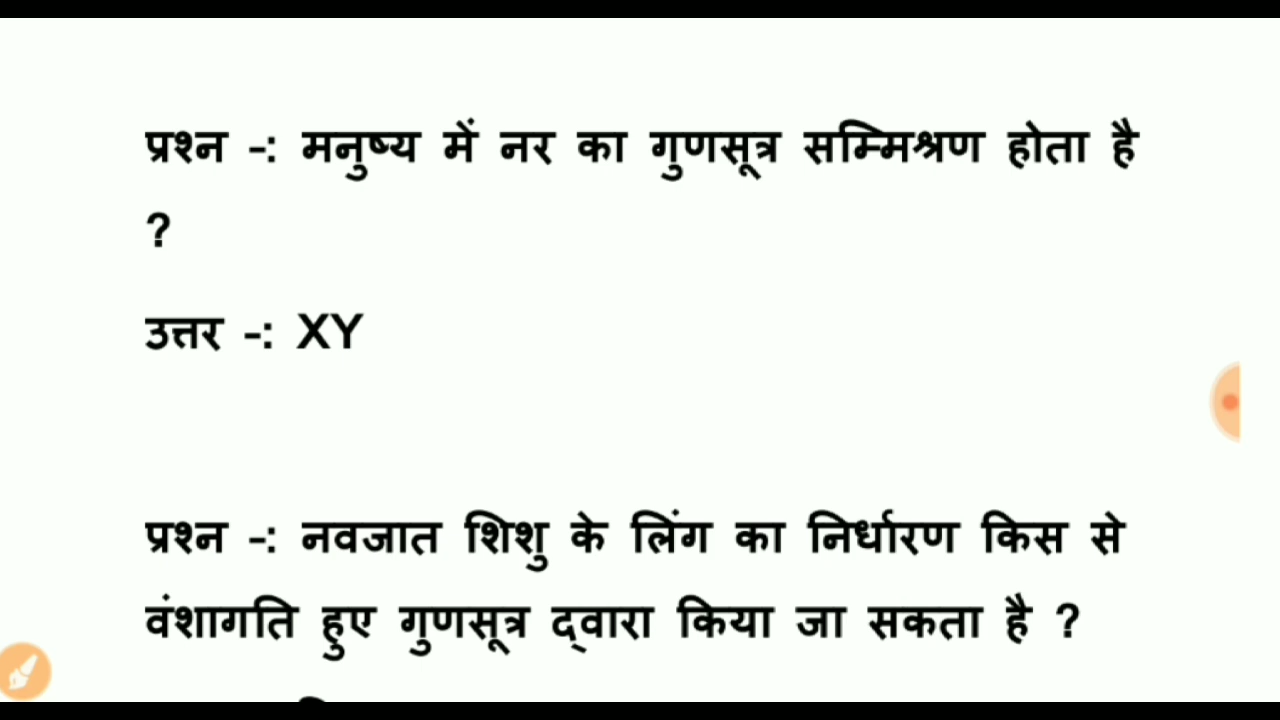 प्रश्न -: मनुष्य में नर का गुणसूत्र सम्मिश्रण होता है
?
उत्तर -: XY
प्रश्न -: नवजात शिशु के लिंग का निर्धारण किस से
वंशागति हुए गुणसूत्र द्वारा किया जा सकता है ?